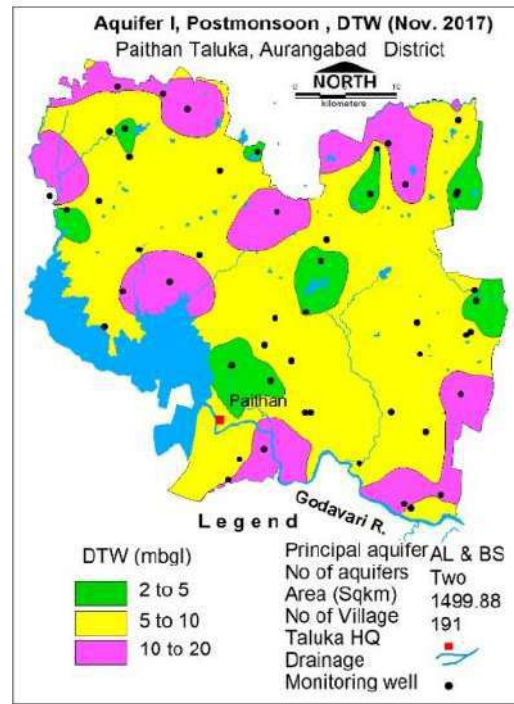 Aquifer I, Postmonsoon , DTW (Nov. 2017)
Paithan Taluka, Aurangabad District
NORTH
kilometers
Paithan
Godavari R.
Legend
DTW (mbgl)
2 to 5
5 to 10
10 to 20
Principal aquifer AL & BS
No of aquifers Two
Area (Sqkm) 1499.88
No of Village 191
Taluka HQ
Drainage
Monitoring well